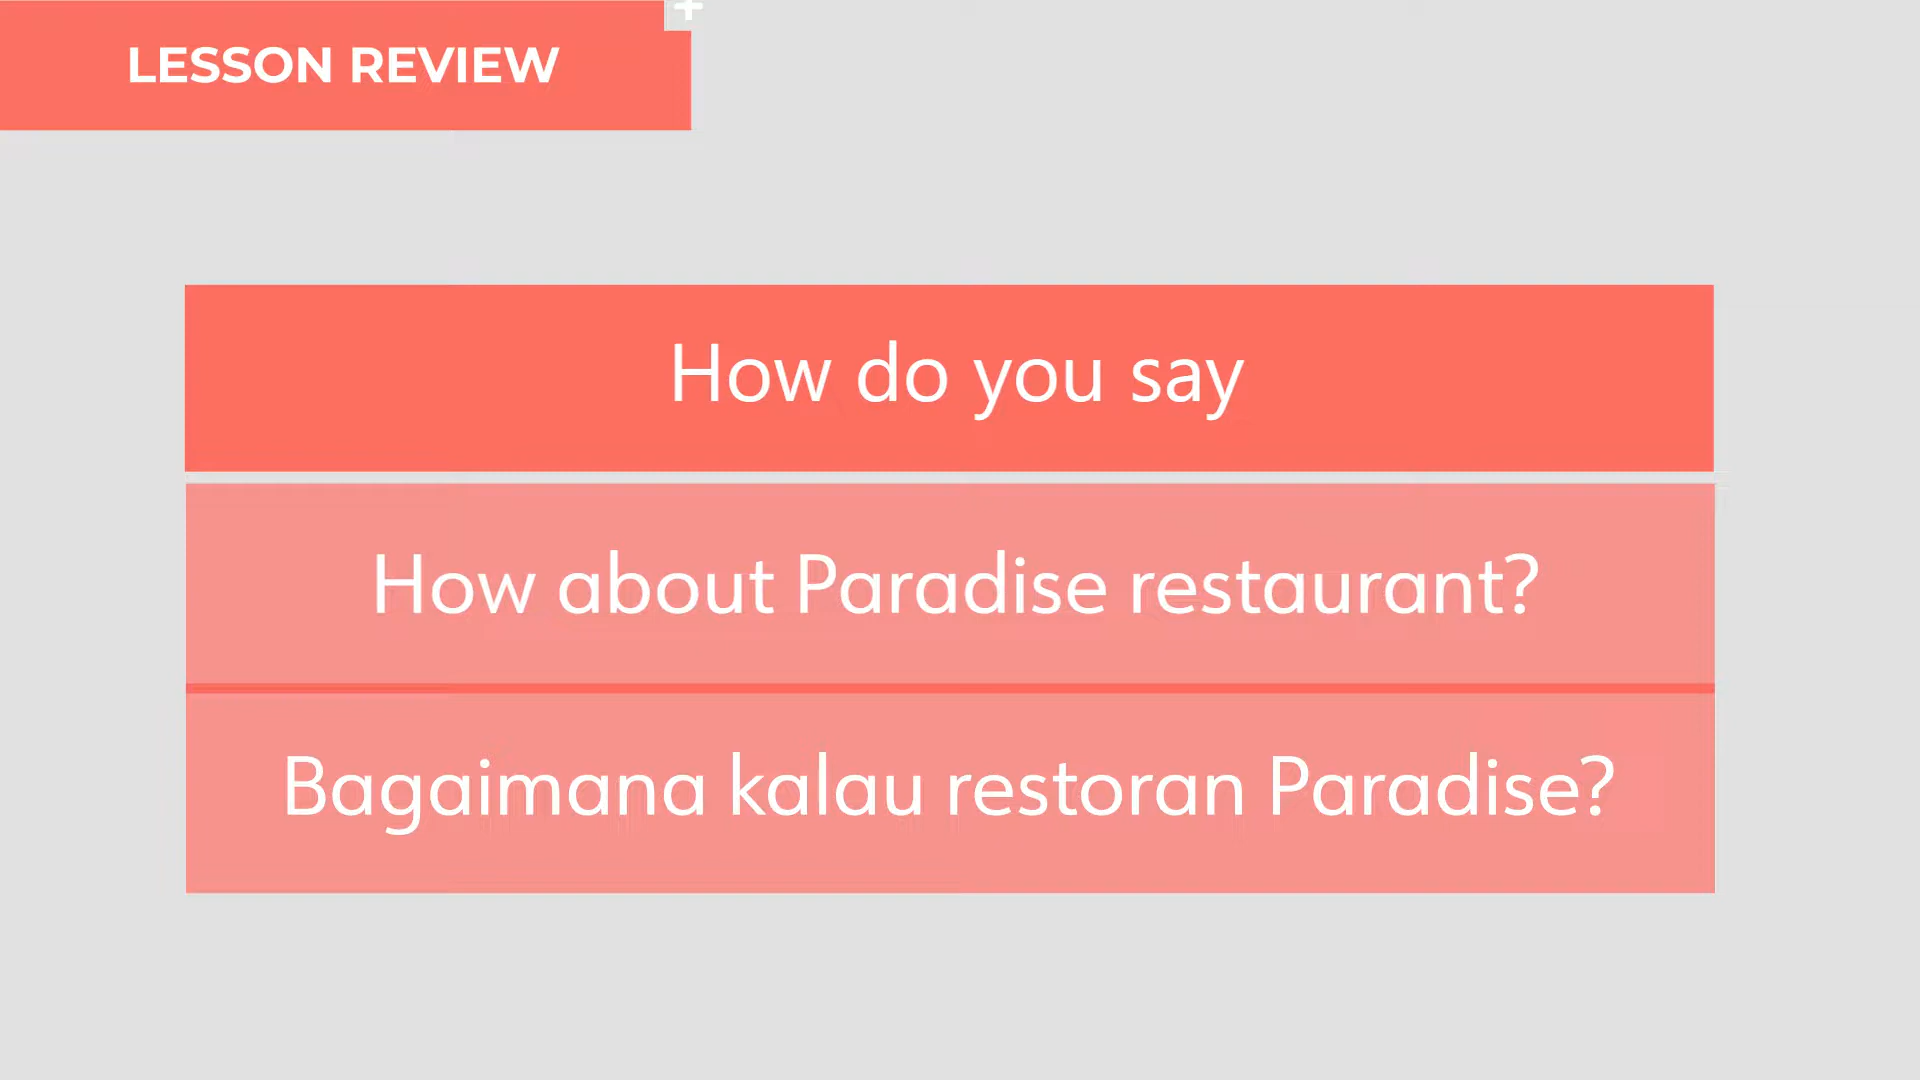 LESSON REVIEW
How do you say
How about Paradise restaurant?
Bagaimana kalau restoran Paradise?